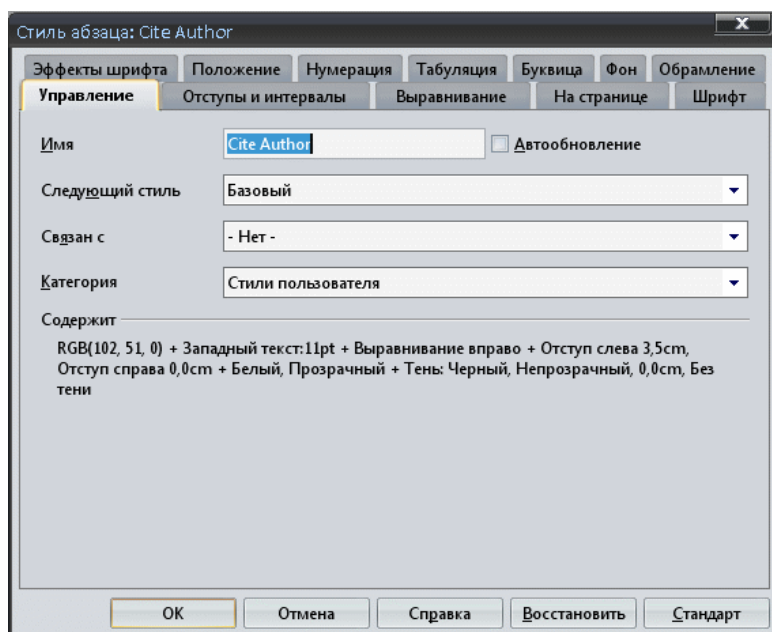 Стиль абзаца: Cite Author
Эффекты шрифта Положение Нумерация Табуляция Буквица Фон Обрамление
Управление Отступы и интервалы Выравнивание На странице Шрифт
Имя Cite Author Автообновление
Следующий стиль Базовый
Связан с - Нет -
Категория Стили пользователя
Содержит
RGB(102, 51, 0) + Западный текст:11pt + Выравнивание вправо + Отступ слева 3,5cm,
Отступ справа 0,0cm + Белый, Прозрачный + Тень: Черный, Непрозрачный, 0,0cm, Без
тени
OK Отмена Справка Восстановить Стандарт